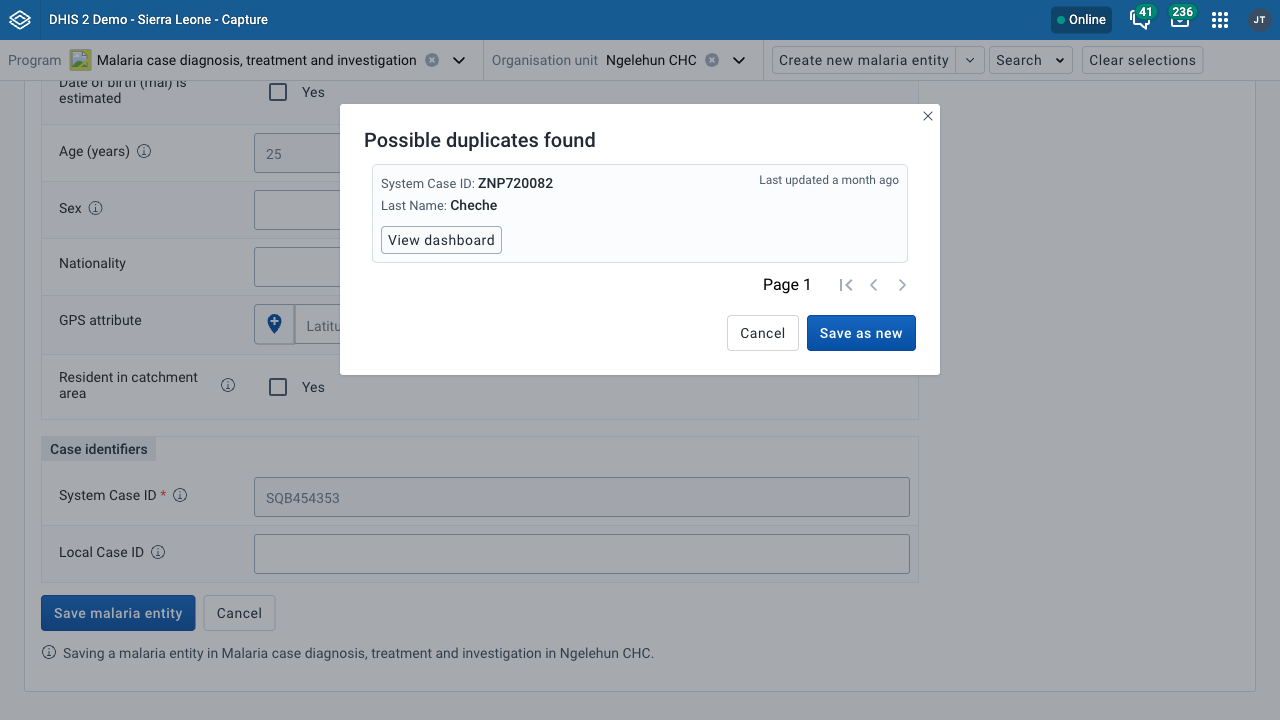 DHIS 2 Demo - Sierra Leone - Capture
Online
41
236
JT
Program Malaria case diagnosis, treatment and investigation
Organisation unit Ngelehun CHC
Create new malaria entity
Search
Clear selections
Date of birth (mal) is
estimated
Yes
Age (years)
25
Sex
Nationality
GPS attribute
Latitu
Resident in catchment
area
Yes
Possible duplicates found
System Case ID: ZNP720082
Last updated a month ago
Last Name: Cheche
View dashboard
Page 1
Cancel
Save as new
Case identifiers
System Case ID *
SQB454353
Local Case ID
Save malaria entity
Cancel
Saving a malaria entity in Malaria case diagnosis, treatment and investigation in Ngelehun CHC.